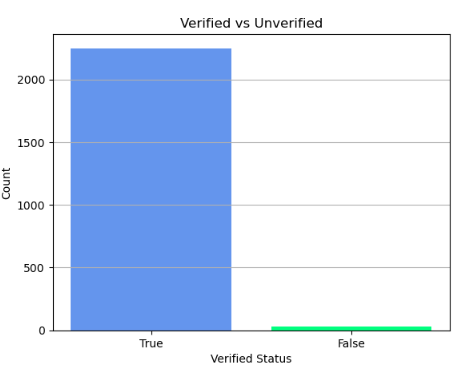 Verified vs Unverified
Count
2000
1500
1000
500
0
True
False
Verified Status